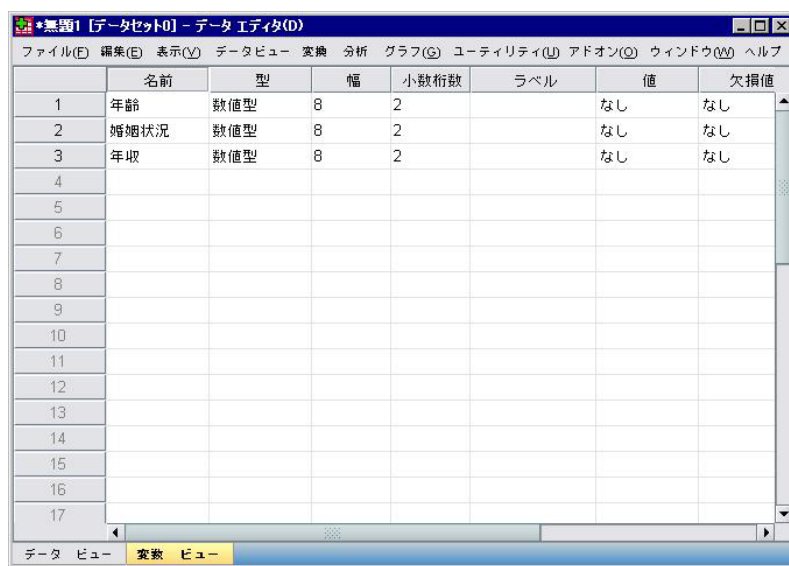 *無題1 [データセット0] - データ エディタ(D)
ファイル(F) 編集(E) 表示(V) データビュー 変換 分析 グラフ(G) ユーティリティ(U) アドオン(O) ウィンドウ(W) ヘルプ
名前 型 幅 小数桁数 ラベル 値 欠損値
1 年齢 数値型 8 2 なし なし
2 婚姻状況 数値型 8 2 なし なし
3 年収 数値型 8 2 なし なし
4
5
6
7
8
9
10
11
12
13
14
15
16
17
データ ビュー 変数 ビュー